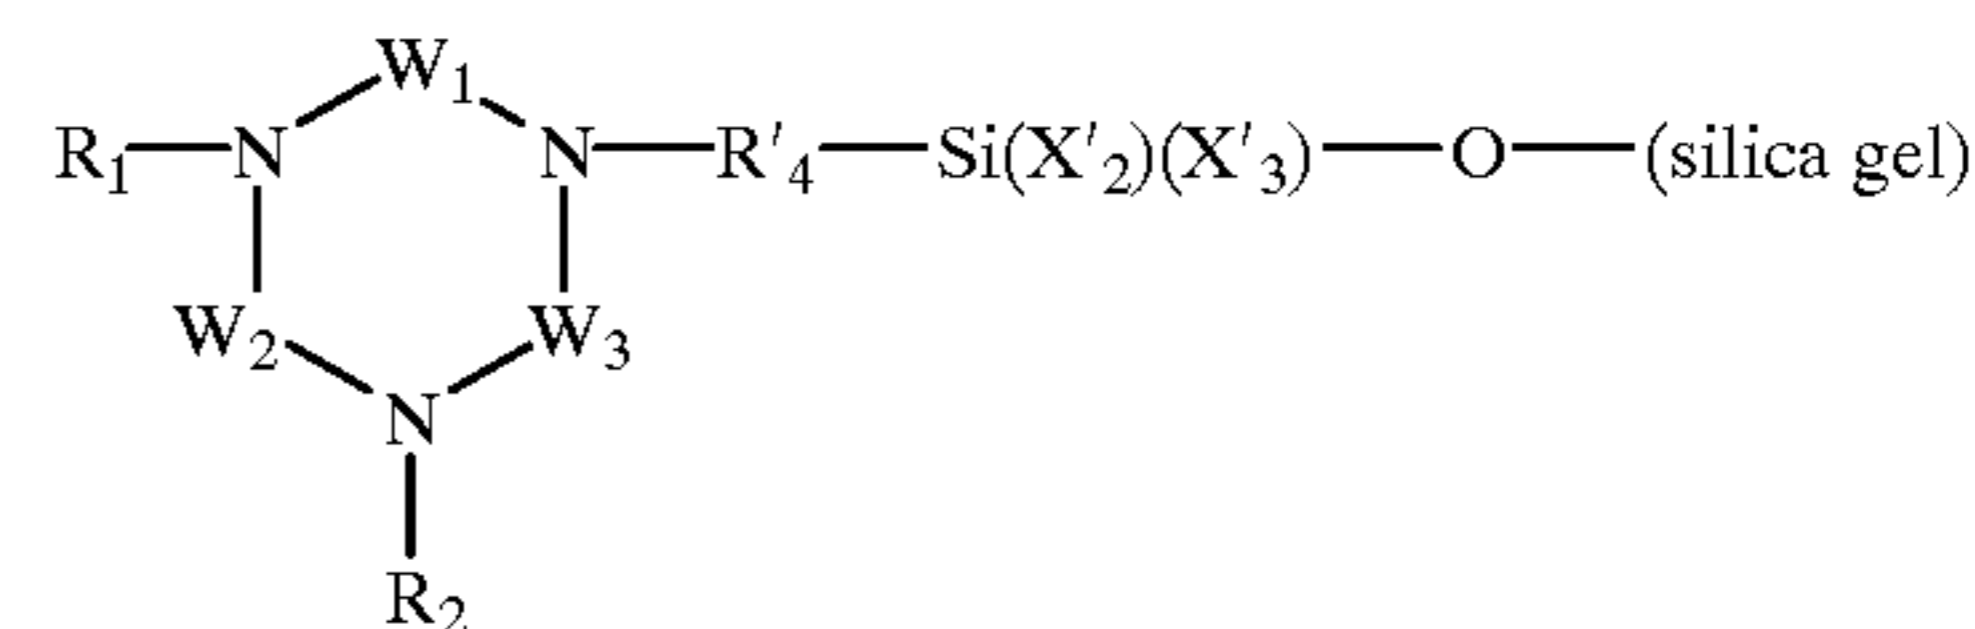 W₁
R₁—N N—R'₄—Si(X'₂)(X'₃)—O—(silica gel)
W₂ W₃
N
R₂